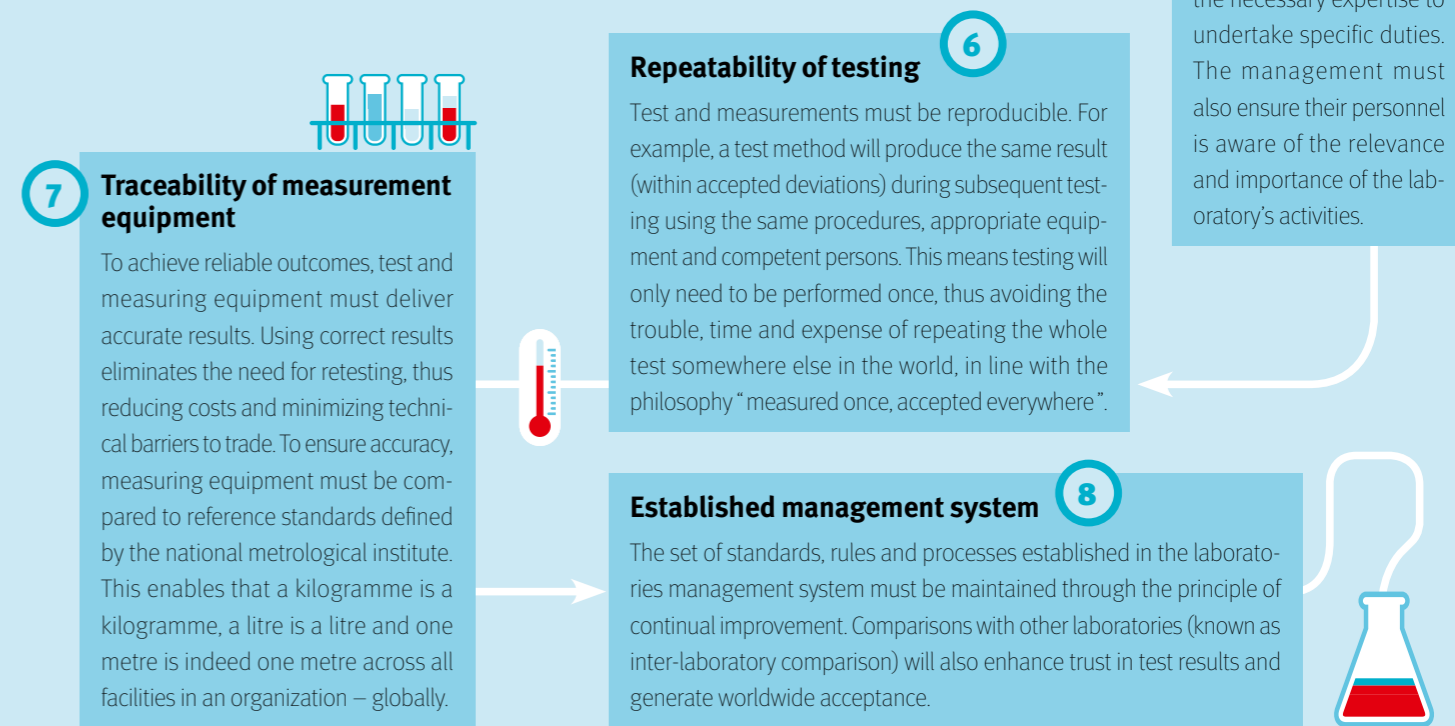 the necessary expertise to
undertake specific duties.
The management must
also ensure their personnel
is aware of the relevance
and importance of the lab-
oratory’s activities.
6
Repeatability of testing
Test and measurements must be reproducible. For
example, a test method will produce the same result
(within accepted deviations) during subsequent test-
ing using the same procedures, appropriate equip-
ment and competent persons. This means testing will
only need to be performed once, thus avoiding the
trouble, time and expense of repeating the whole
test somewhere else in the world, in line with the
philosophy “measured once, accepted everywhere”.
7
Traceability of measurement
equipment
To achieve reliable outcomes, test and
measuring equipment must deliver
accurate results. Using correct results
eliminates the need for retesting, thus
reducing costs and minimizing techni-
cal barriers to trade. To ensure accuracy,
measuring equipment must be com-
pared to reference standards defined
by the national metrological institute.
This enables that a kilogramme is a
kilogramme, a litre is a litre and one
metre is indeed one metre across all
facilities in an organization – globally.
8
Established management system
The set of standards, rules and processes established in the laborato-
ries management system must be maintained through the principle of
continual improvement. Comparisons with other laboratories (known as
inter-laboratory comparison) will also enhance trust in test results and
generate worldwide acceptance.